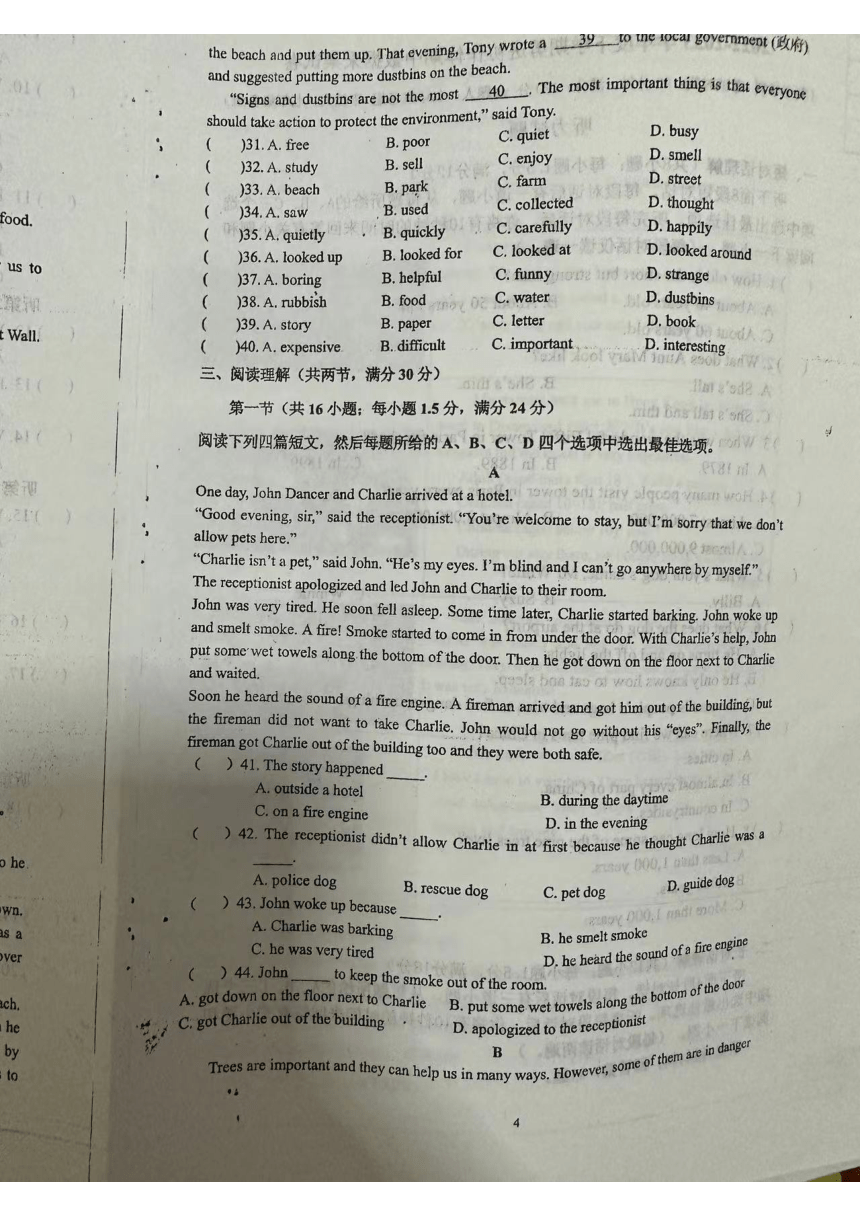 the beach and put them up. That evening, Tony wrote a 39 to the local government (政府)
and suggested putting more dustbins on the beach.
"Signs and dustbins are not the most 40 . The most important thing is that everyone
should take action to protect the environment," said Tony.
( )31. A. free B. poor C. quiet D. busy
( )32. A. study B. sell C. enjoy D. smell
( )33. A. beach B. park C. farm D. street
( )34. A. saw B. used C. collected D. thought
( )35. A. quietly B. quickly C. carefully D. happily
( )36. A. looked up B. looked for C. looked at D. looked around
( )37. A. boring B. helpful C. funny D. strange
( )38. A. rubbish B. food C. water D. dustbins
( )39. A. story B. paper C. letter D. book
( )40. A. expensive B. difficult C. important D. interesting
三、阅读理解（共两节，满分 30 分）
第一节（共 16 小题；每小题 1.5 分，满分 24 分）
阅读下列四篇短文，然后每题所给的 A、B、C、D 四个选项中选出最佳选项。
A
One day, John Dancer and Charlie arrived at a hotel.
"Good evening, sir," said the receptionist. "You're welcome to stay, but I'm sorry that we don't
allow pets here."
"Charlie isn't a pet," said John. "He's my eyes. I'm blind and I can't go anywhere by myself."
The receptionist apologized and led John and Charlie to their room.
John was very tired. He soon fell asleep. Some time later, Charlie started barking. John woke up
and smelt smoke. A fire! Smoke started to come in from under the door. With Charlie's help, John
put some wet towels along the bottom of the door. Then he got down on the floor next to Charlie
and waited.
Soon he heard the sound of a fire engine. A fireman arrived and got him out of the building, but
the fireman did not want to take Charlie. John would not go without his "eyes". Finally, the
fireman got Charlie out of the building too and they were both safe.
( ) 41. The story happened _____.
A. outside a hotel B. during the daytime
C. on a fire engine D. in the evening
( ) 42. The receptionist didn't allow Charlie in at first because he thought Charlie was a
_____.
A. police dog B. rescue dog C. pet dog D. guide dog
( ) 43. John woke up because _____.
A. Charlie was barking B. he smelt smoke
C. he was very tired D. he heard the sound of a fire engine
( ) 44. John _____ to keep the smoke out of the room.
A. got down on the floor next to Charlie B. put some wet towels along the bottom of the door
C. got Charlie out of the building D. apologized to the receptionist
B
Trees are important and they can help us in many ways. However, some of them are in danger
4
food.
us to
t Wall.
o he
own.
as a
over
ach.
he
by
to